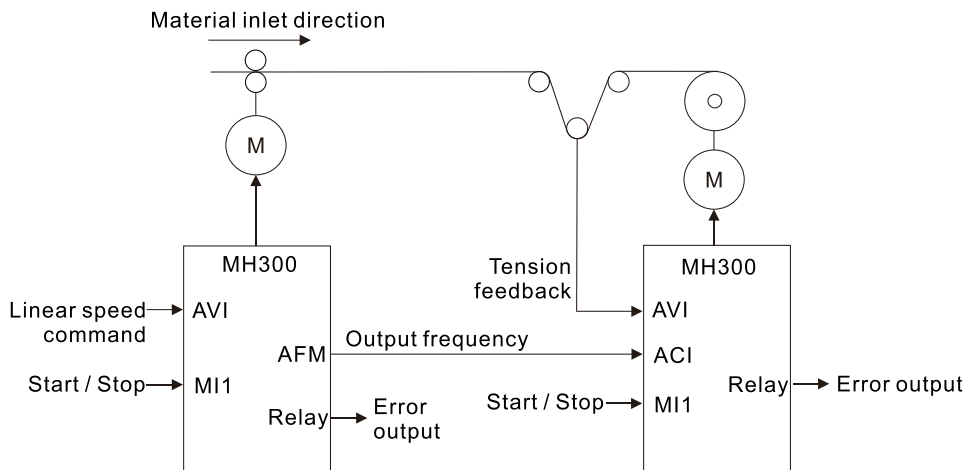 Material inlet direction
M
M
MH300
MH300
Linear speed
command
AVI
Tension
feedback
AVI
AFM
Output frequency
ACI
Start / Stop
MI1
Relay
Error
output
Start / Stop
MI1
Relay
Error output